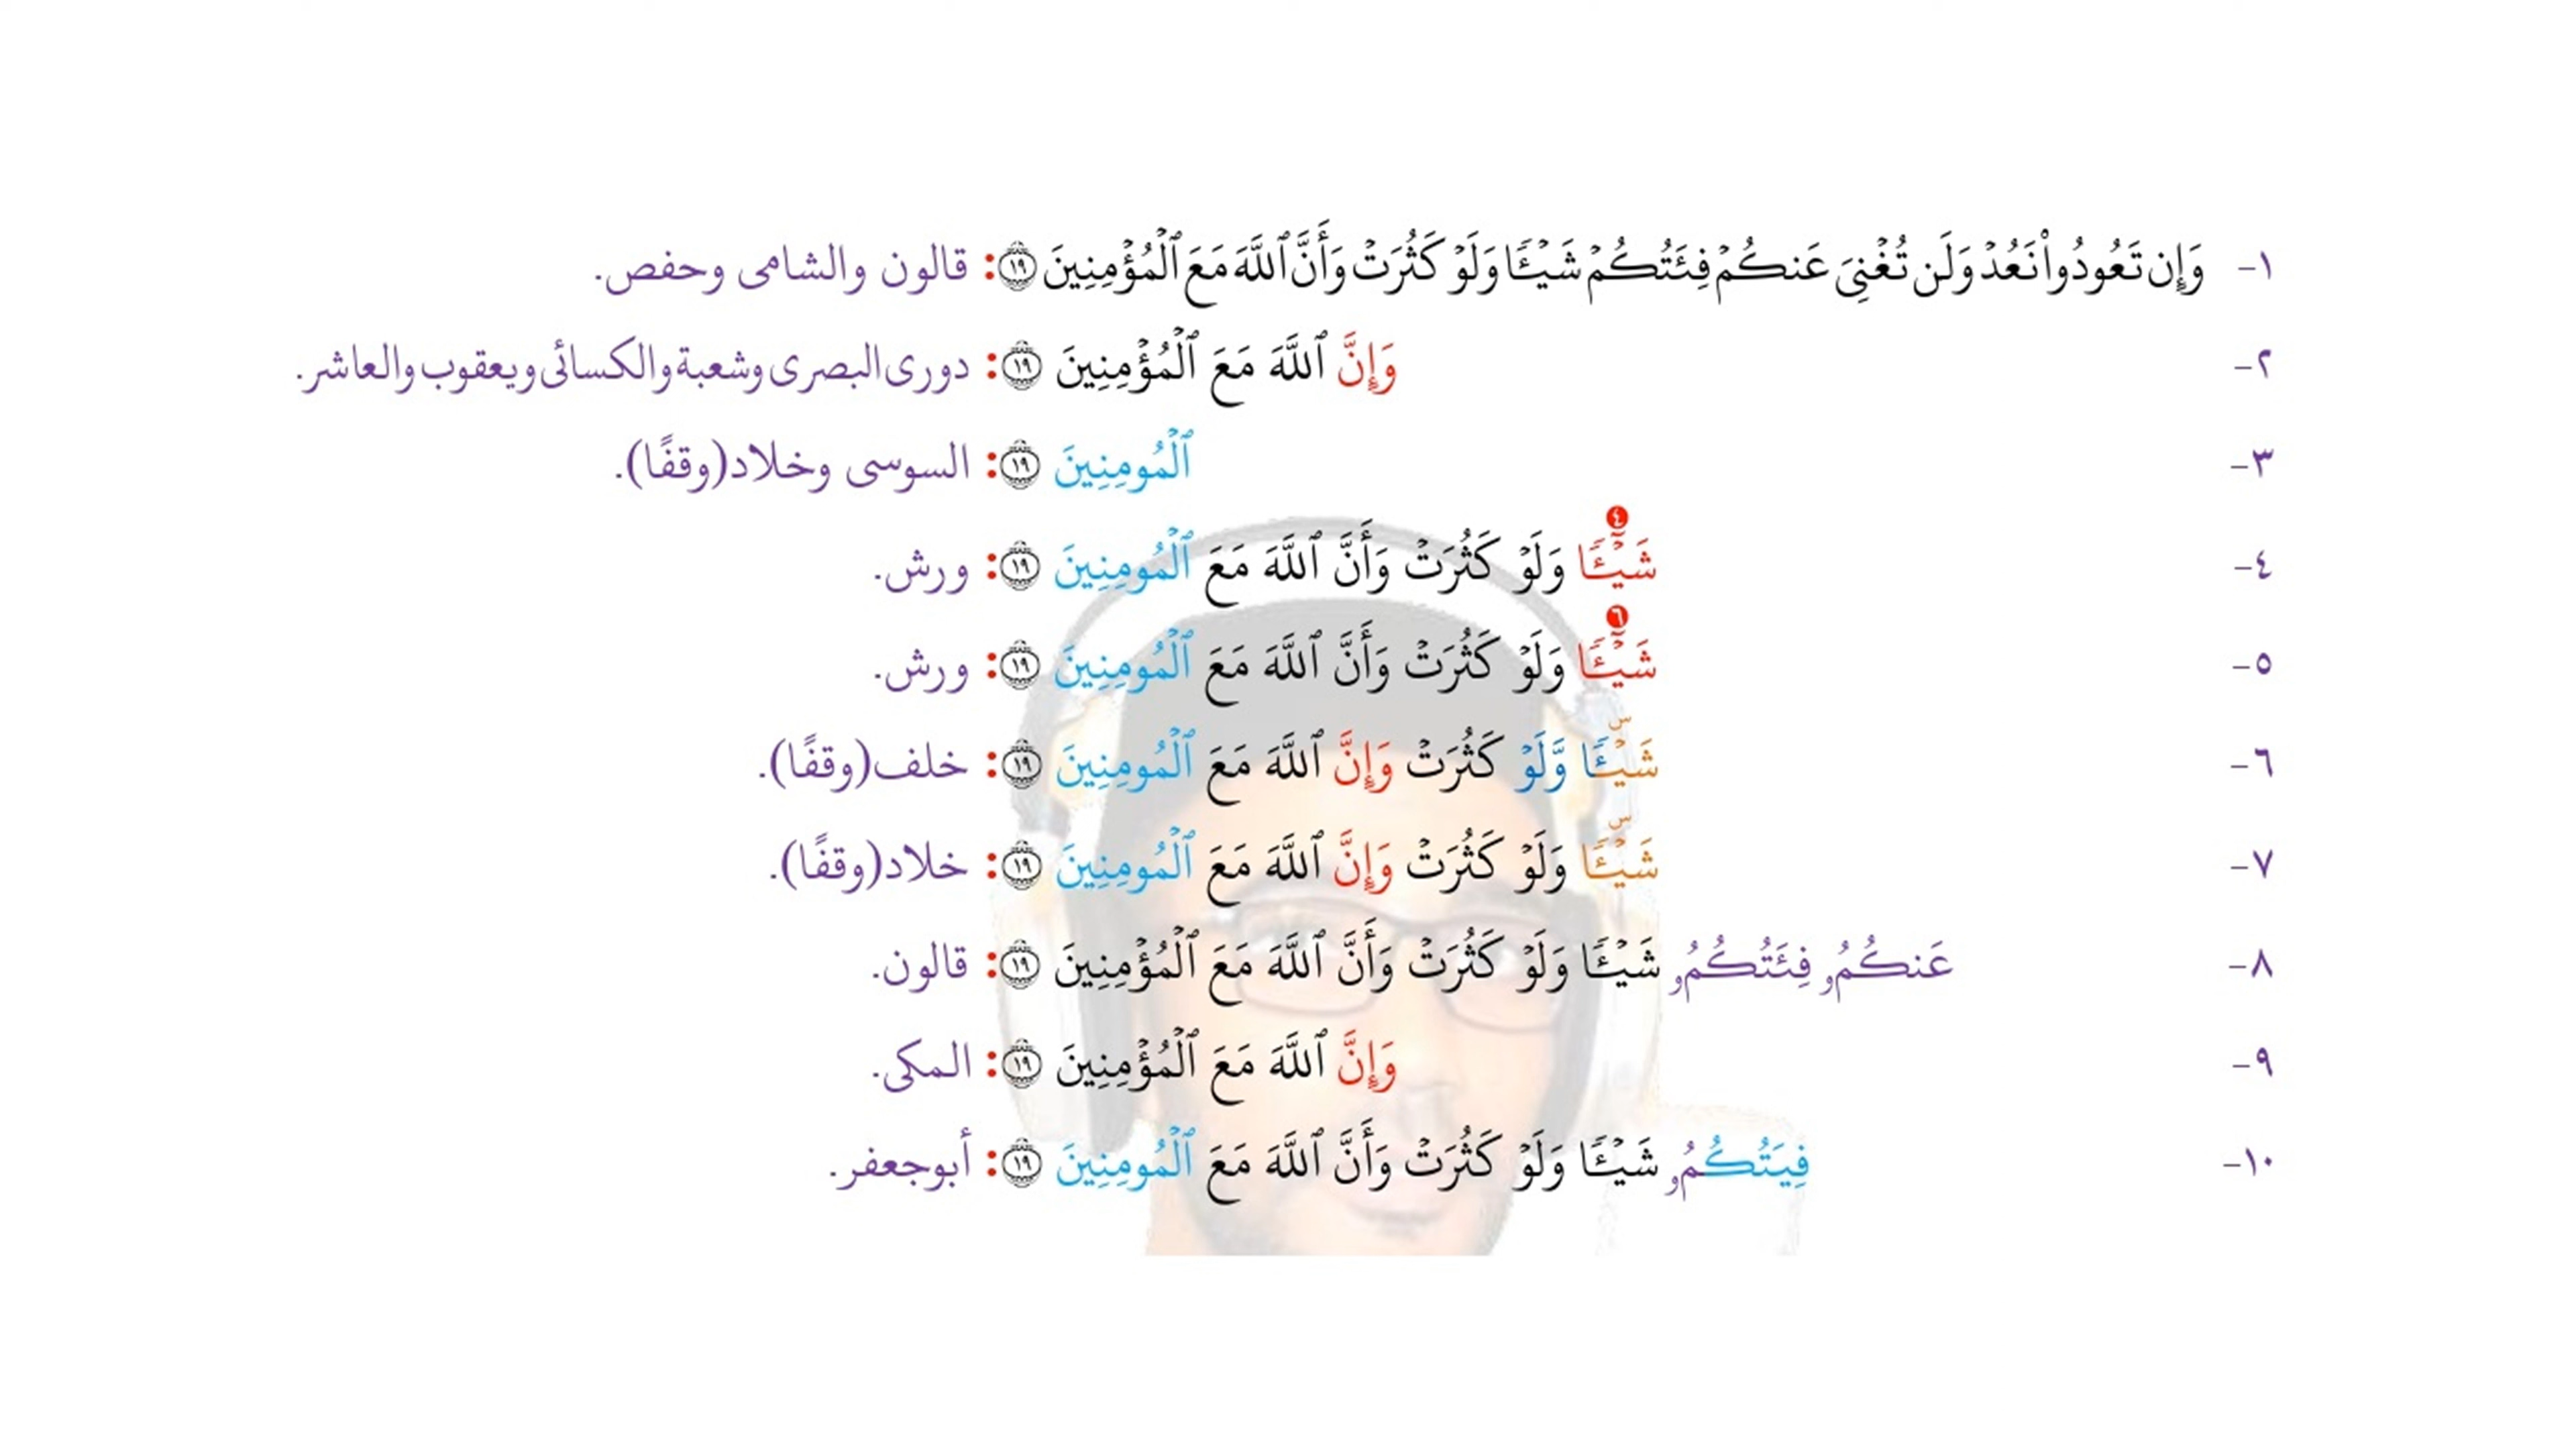 ١- وَإِن تَعُودُوا۟ نَعُدْ وَلَن تُغْنِىَ عَنكُمْ فِئَتُكُمْ شَيْـًٔا وَلَوْ كَثُرَتْ وَأَنَّ ٱللَّهَ مَعَ ٱلْمُؤْمِنِينَ ١٩ : قالون والشامى وحفص.
٢- وَإِنَّ ٱللَّهَ مَعَ ٱلْمُؤْمِنِينَ ١٩ : دورى البصرى وشعبة والكسائى ويعقوب والعاشر.
٣- ٱلْمُومِنِينَ ١٩ : السوسى وخلاد (وقفًا).
٤- شَيْـًٔا ٤ وَلَوْ كَثُرَتْ وَأَنَّ ٱللَّهَ مَعَ ٱلْمُومِنِينَ ١٩ : ورش.
٥- شَيْـًٔا ٦ وَلَوْ كَثُرَتْ وَأَنَّ ٱللَّهَ مَعَ ٱلْمُومِنِينَ ١٩ : ورش.
٦- شَيْـًٔا س وَّلَوْ كَثُرَتْ وَإِنَّ ٱللَّهَ مَعَ ٱلْمُومِنِينَ ١٩ : خلف (وقفًا).
٧- شَيْـًٔا س وَلَوْ كَثُرَتْ وَإِنَّ ٱللَّهَ مَعَ ٱلْمُومِنِينَ ١٩ : خلاد (وقفًا).
٨- عَنكُمُۥ فِئَتُكُمُۥ شَيْـًٔا وَلَوْ كَثُرَتْ وَأَنَّ ٱللَّهَ مَعَ ٱلْمُؤْمِنِينَ ١٩ : قالون.
٩- وَإِنَّ ٱللَّهَ مَعَ ٱلْمُؤْمِنِينَ ١٩ : المكى.
١٠- فِيَتُكُمُۥ شَيْـًٔا وَلَوْ كَثُرَتْ وَأَنَّ ٱللَّهَ مَعَ ٱلْمُومِنِينَ ١٩ : أبوجعفر.